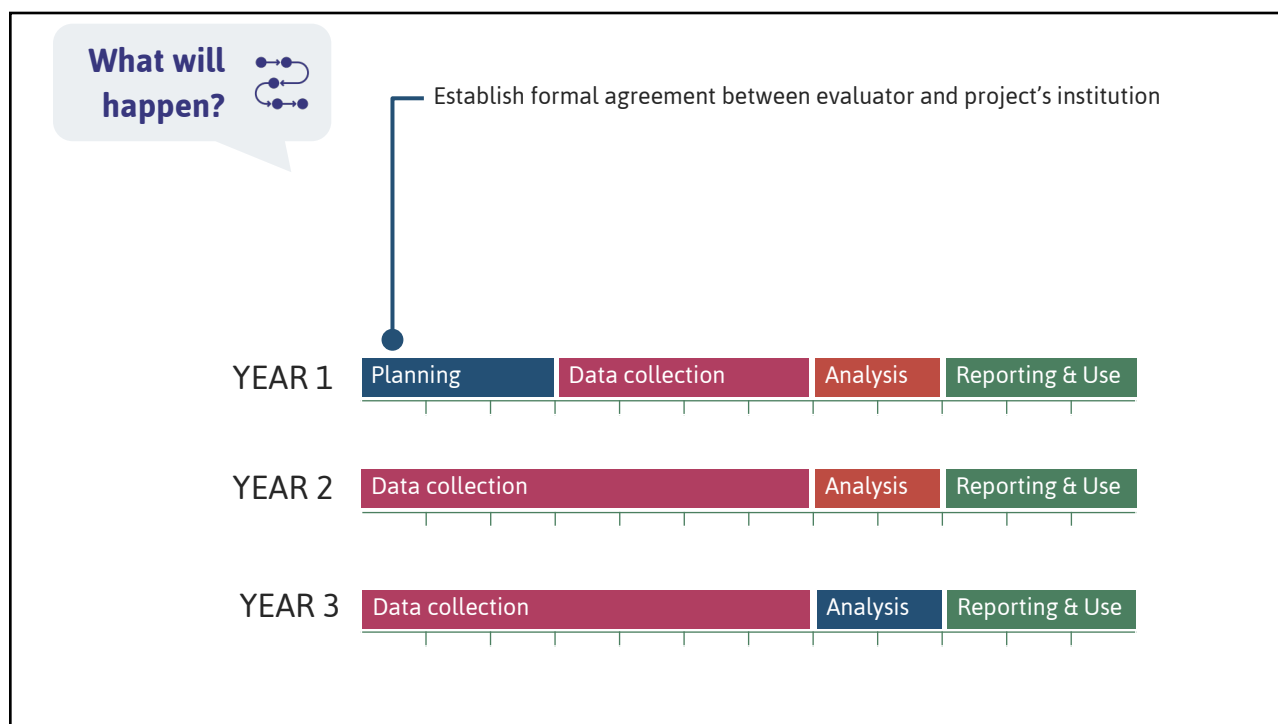 What will
happen?
Establish formal agreement between evaluator and project’s institution
YEAR 1 Planning Data collection Analysis Reporting & Use
YEAR 2 Data collection Analysis Reporting & Use
YEAR 3 Data collection Analysis Reporting & Use